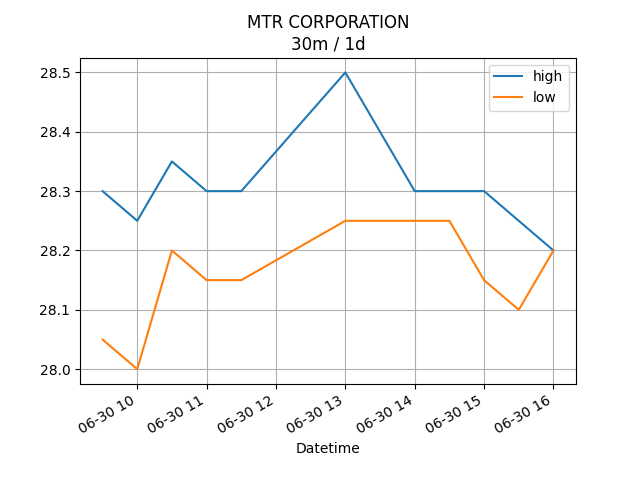 MTR CORPORATION
30m / 1d
high
low
28.5
28.4
28.3
28.2
28.1
28.0
06-30 10
06-30 11
06-30 12
06-30 13
06-30 14
06-30 15
06-30 16
Datetime